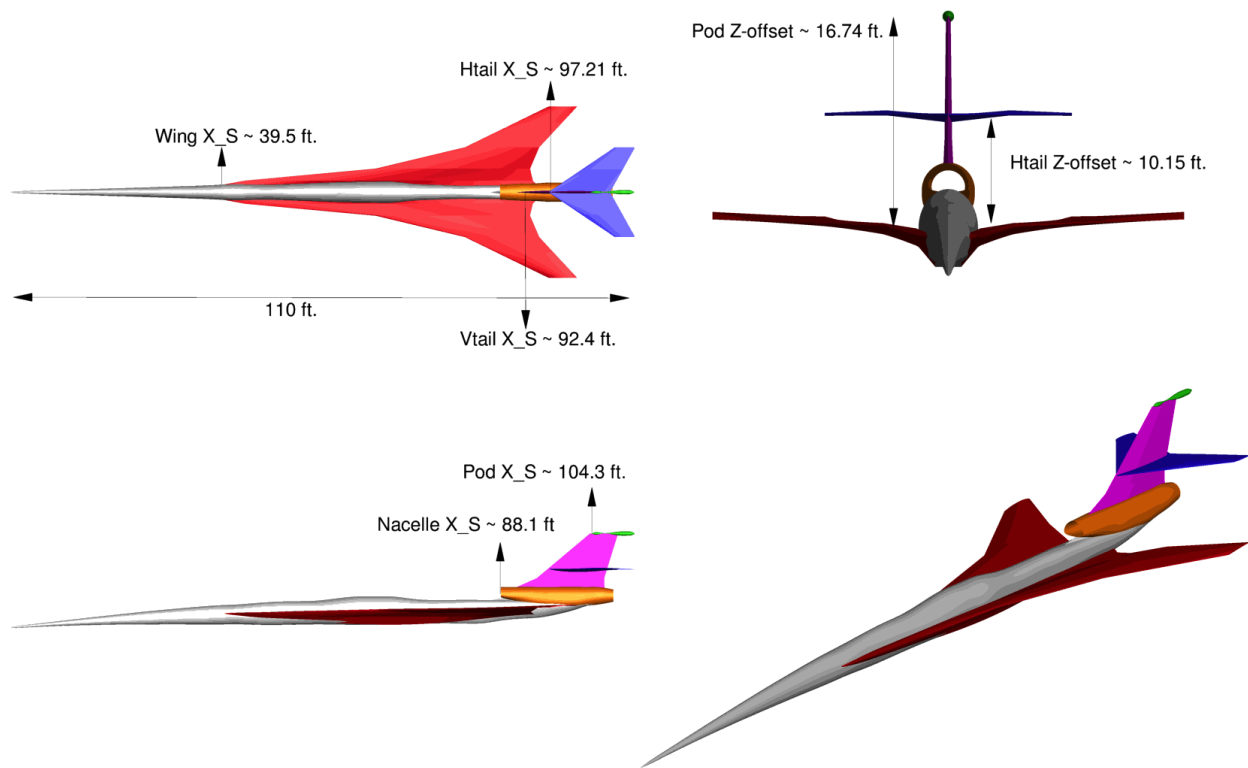 Htail X_S ~ 97.21 ft.
Wing X_S ~ 39.5 ft.
110 ft.
Vtail X_S ~ 92.4 ft.
Pod Z-offset ~ 16.74 ft.
Htail Z-offset ~ 10.15 ft.
Pod X_S ~ 104.3 ft.
Nacelle X_S ~ 88.1 ft